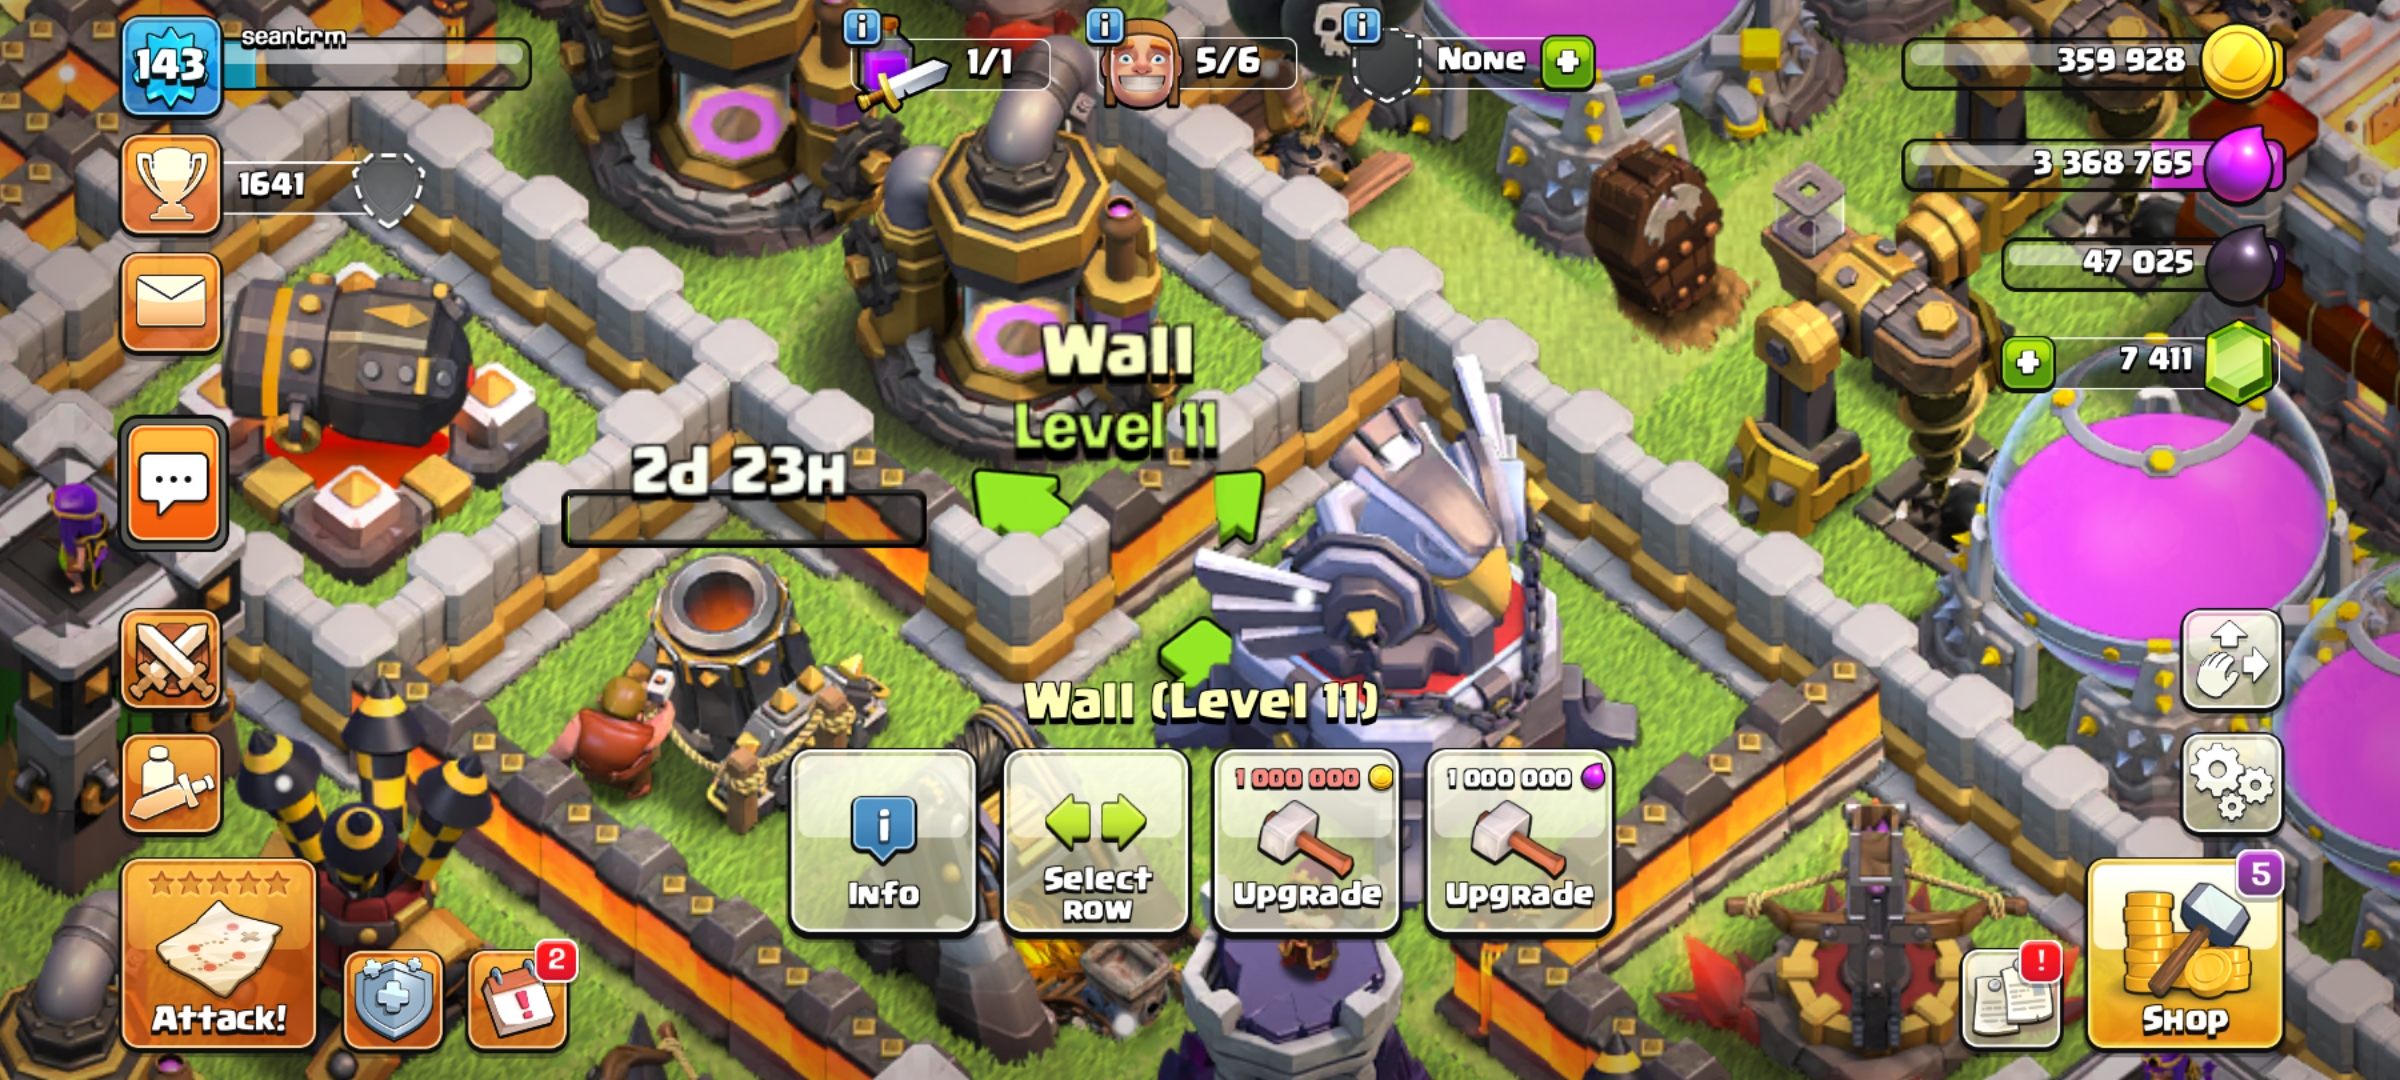 143
seantrm
1/1
5/6
None
359 928
1641
3 368 765
47 025
7 411
Wall
Level 11
2d 23H
Wall (Level 11)
Info
Select
Row
1 000 000
Upgrade
1 000 000
Upgrade
Attack!
2
!
5
Shop